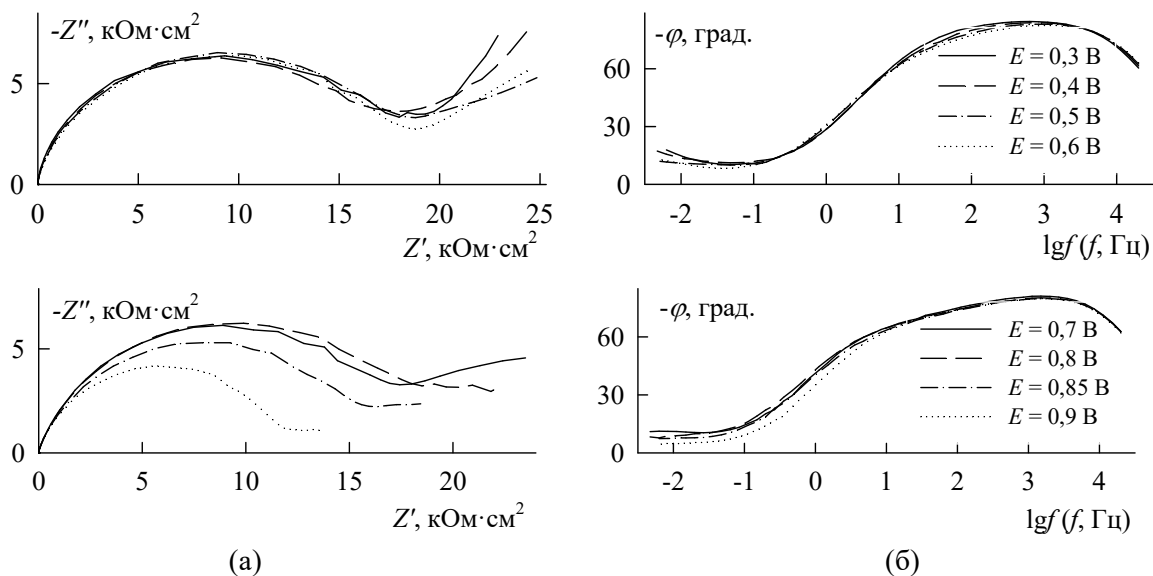 -Z″, кОм·см²
5
0
0 5 10 15 20 25
Z′, кОм·см²
-φ, град.
60
30
0
E = 0,3 В
E = 0,4 В
E = 0,5 В
E = 0,6 В
-2 -1 0 1 2 3 4
lgf (f, Гц)
-Z″, кОм·см²
5
0
0 5 10 15 20
Z′, кОм·см²
-φ, град.
60
30
0
E = 0,7 В
E = 0,8 В
E = 0,85 В
E = 0,9 В
-2 -1 0 1 2 3 4
lgf (f, Гц)
(а) (б)